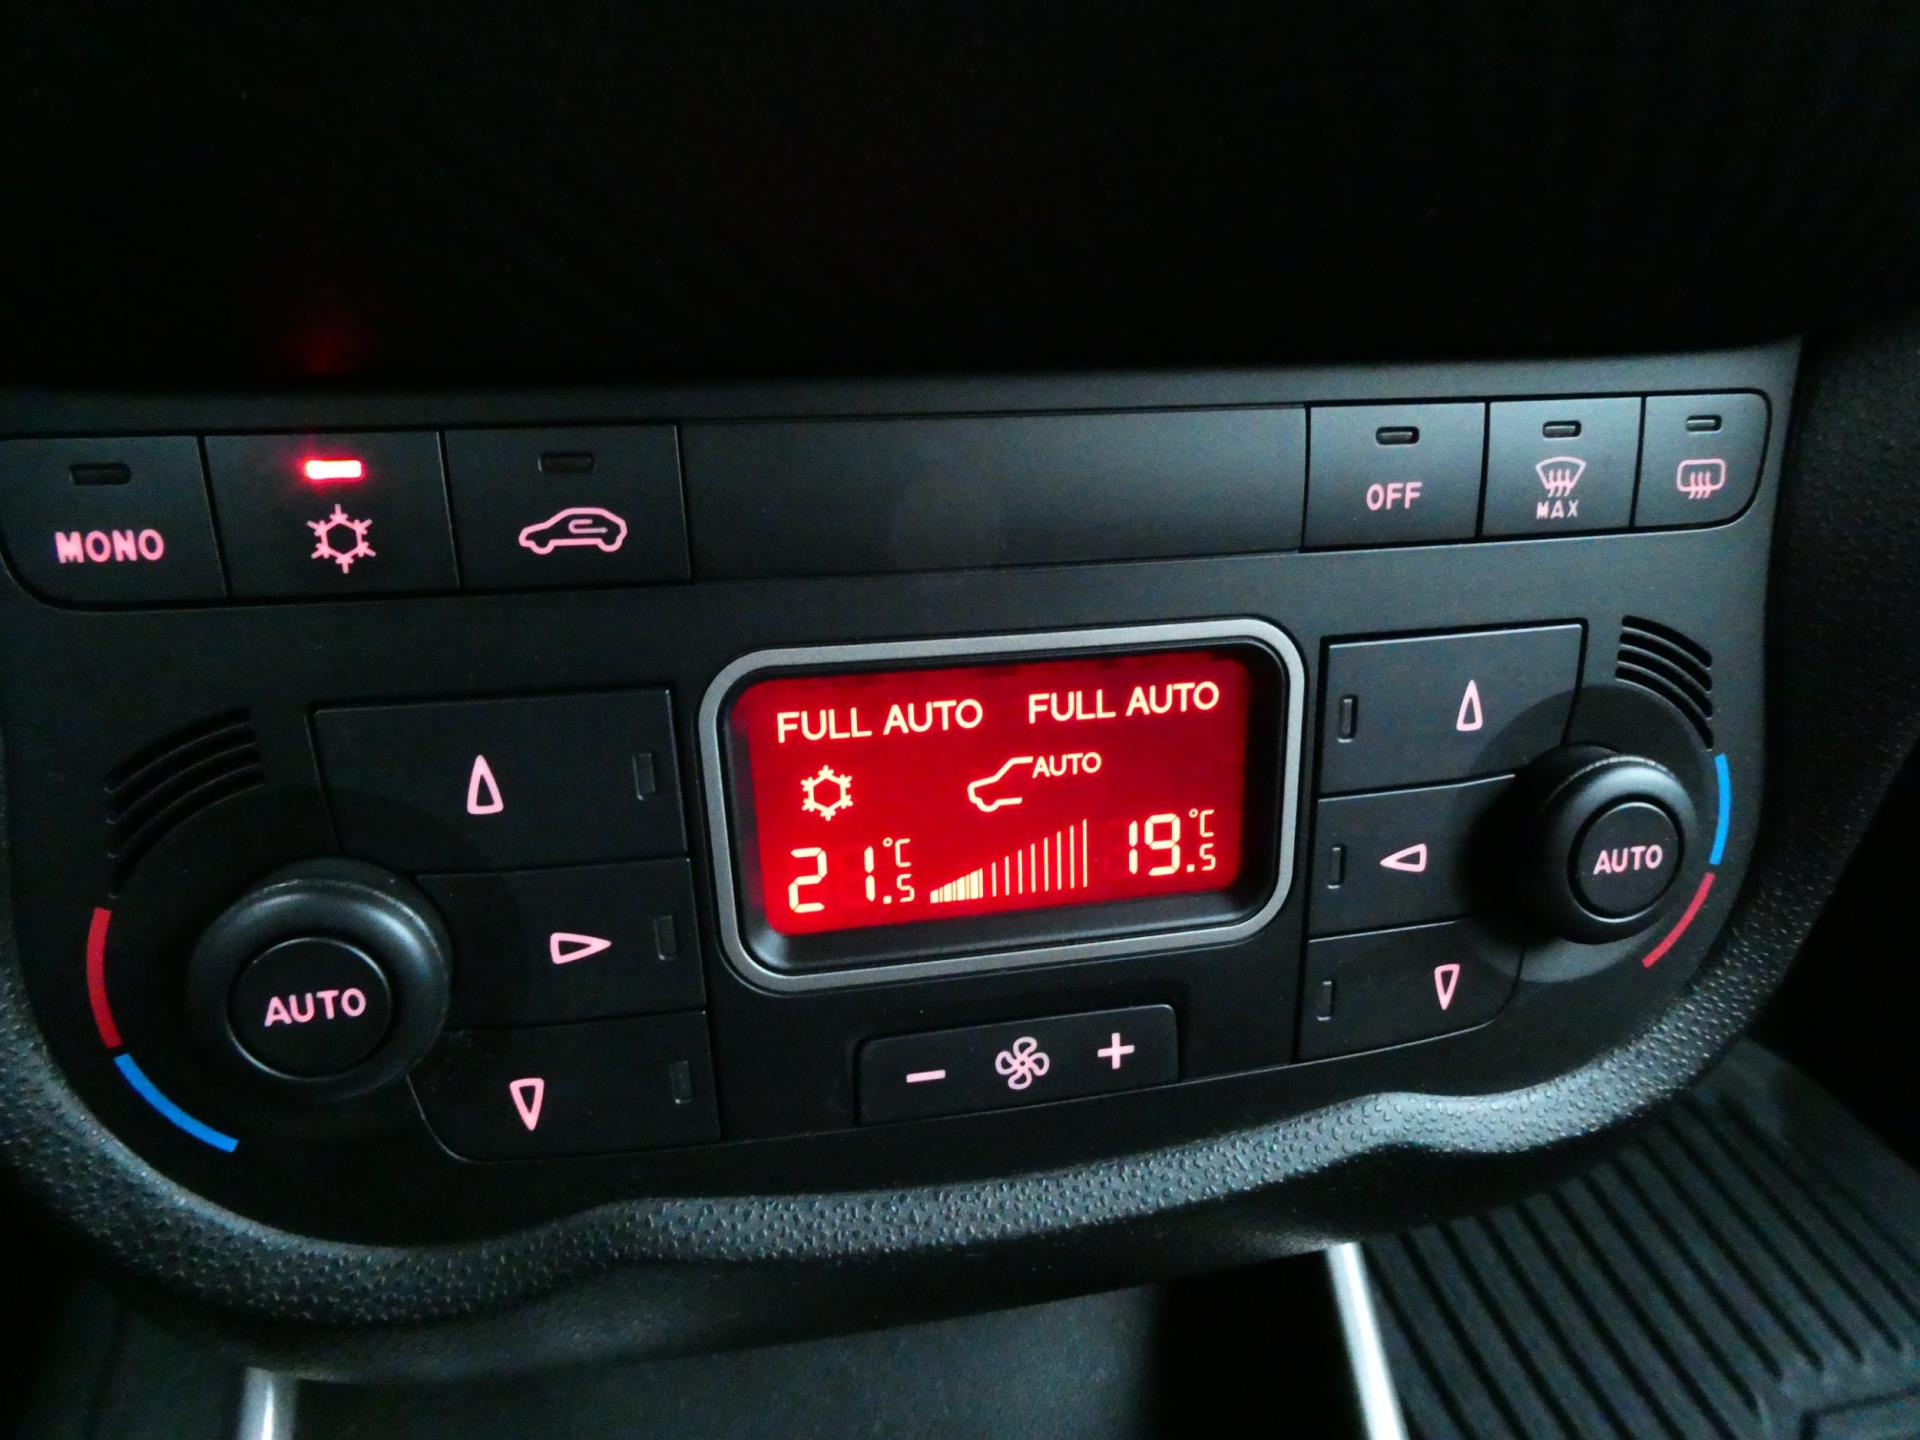 MONO
OFF
MAX
FULL AUTO FULL AUTO
AUTO
21.5 °C 19.5 °C
AUTO
AUTO
- +